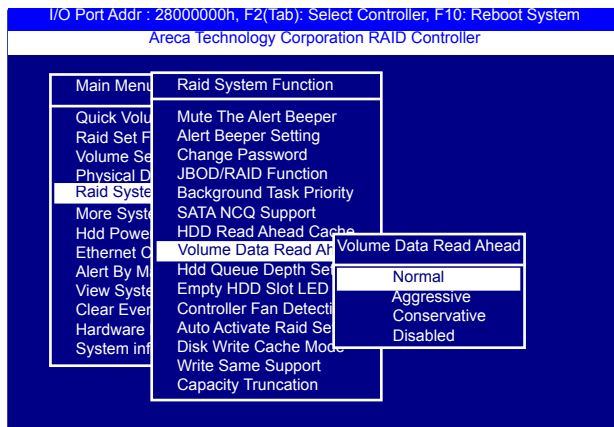 I/O Port Addr : 28000000h, F2(Tab): Select Controller, F10: Reboot System
Areca Technology Corporation RAID Controller
Main Menu
Quick Volu
Raid Set F
Volume Se
Physical D
Raid Syste
More Syste
Hdd Powe
Ethernet C
Alert By Ma
View Syste
Clear Even
Hardware
System inf
Raid System Function
Mute The Alert Beeper
Alert Beeper Setting
Change Password
JBOD/RAID Function
Background Task Priority
SATA NCQ Support
HDD Read Ahead Cache
Volume Data Read Ah
Hdd Queue Depth Set
Empty HDD Slot LED
Controller Fan Detecti
Auto Activate Raid Se
Disk Write Cache Mode
Write Same Support
Capacity Truncation
Volume Data Read Ahead
Normal
Aggressive
Conservative
Disabled